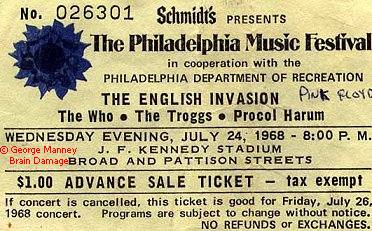 No. 026301 Schmidt's PRESENTS
The Philadelphia Music Festival
in cooperation with the
PHILADELPHIA DEPARTMENT OF RECREATION
THE ENGLISH INVASION PINK FLOYD
The Who • The Troggs • Procol Harum
WEDNESDAY EVENING, JULY 24, 1968 - 8:00 P. M.
© George Manney
Brain Damage
J. F. KENNEDY STADIUM
BROAD AND PATTISON STREETS
$1.00 ADVANCE SALE TICKET — tax exempt
If concert is cancelled, this ticket is good for Friday, July 26,
1968 concert. Programs are subject to change without notice.
NO REFUNDS or EXCHANGES.